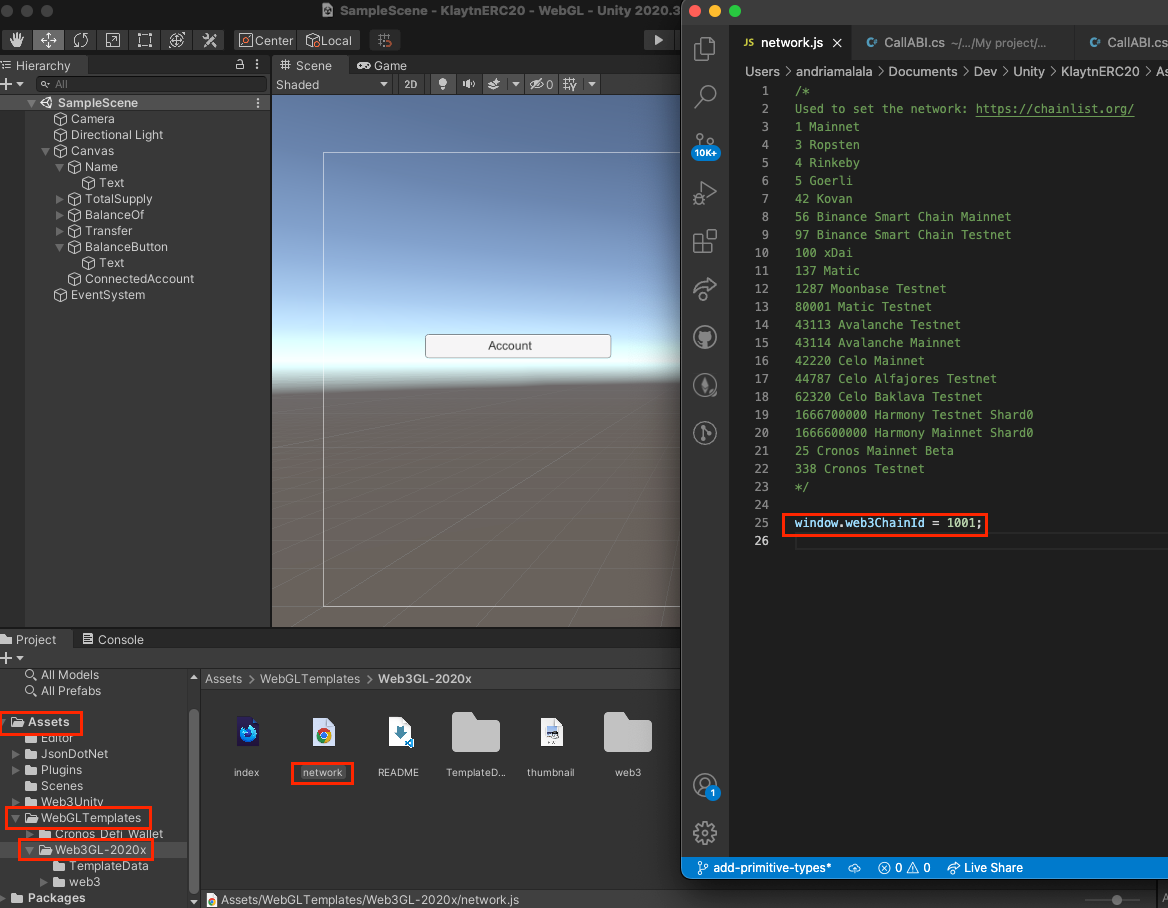 SampleScene - KlaytnERC20 - WebGL - Unity 2020.3
Center
Local
Hierarchy
All
SampleScene
Camera
Directional Light
Canvas
Name
Text
TotalSupply
BalanceOf
Transfer
BalanceButton
Text
ConnectedAccount
EventSystem
Scene
Game
Shaded
2D
0
Account
Project
Console
All Models
All Prefabs
Assets
Editor
JsonDotNet
Plugins
Scenes
Web3Unity
WebGLTemplates
Cronos Defi Wallet
Web3GL-2020x
TemplateData
web3
Packages
Assets > WebGLTemplates > Web3GL-2020x
index
network
README
TemplateD...
thumbnail
web3
Assets/WebGLTemplates/Web3GL-2020x/network.js
JS network.js
C# CallABI.cs ~/.../My project/...
C# CallABI.cs
Users > andriamalala > Documents > Dev > Unity > KlaytnERC20 > As
10K+
1 /*
2 Used to set the network: https://chainlist.org/
3 1 Mainnet
4 3 Ropsten
5 4 Rinkeby
6 5 Goerli
7 42 Kovan
8 56 Binance Smart Chain Mainnet
9 97 Binance Smart Chain Testnet
10 100 xDai
11 137 Matic
12 1287 Moonbase Testnet
13 80001 Matic Testnet
14 43113 Avalanche Testnet
15 43114 Avalanche Mainnet
16 42220 Celo Mainnet
17 44787 Celo Alfajores Testnet
18 62320 Celo Baklava Testnet
19 1666700000 Harmony Testnet Shard0
20 1666600000 Harmony Mainnet Shard0
21 25 Cronos Mainnet Beta
22 338 Cronos Testnet
23 */
24
25 window.web3ChainId = 1001;
26
1
add-primitive-types*
0
0
Live Share